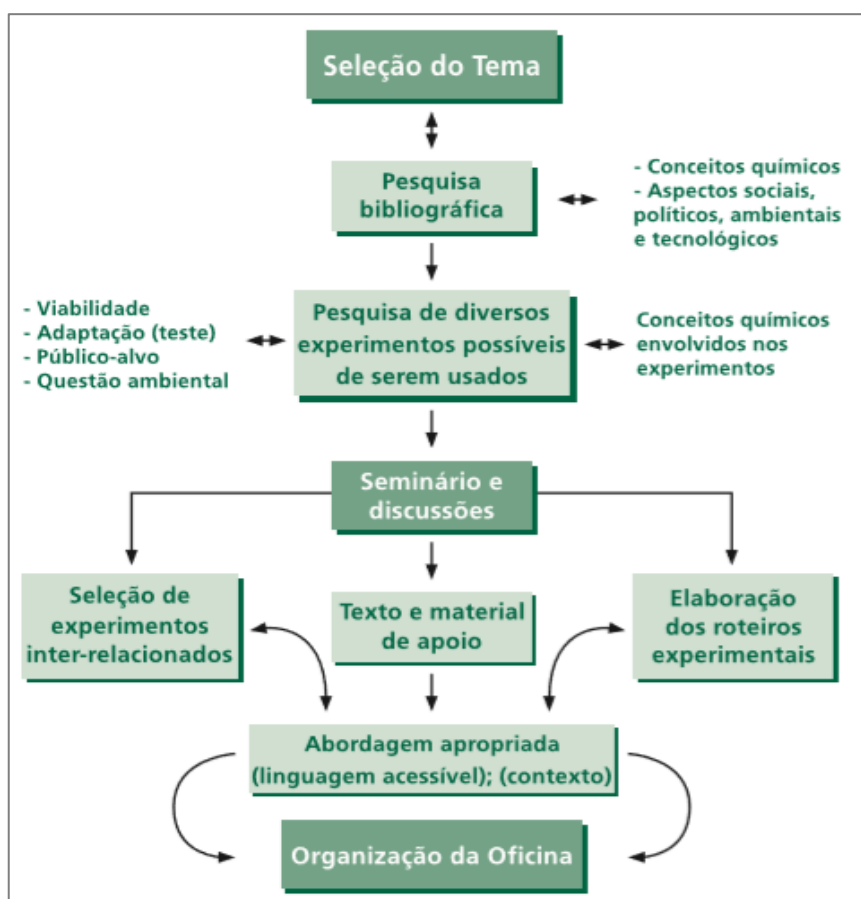 Seleção do Tema
Pesquisa
bibliográfica
- Conceitos químicos
- Aspectos sociais,
políticos, ambientais
e tecnológicos
- Viabilidade
- Adaptação (teste)
- Público-alvo
- Questão ambiental
Pesquisa de diversos
experimentos possíveis
de serem usados
Conceitos químicos
envolvidos nos
experimentos
Seminário e
discussões
Seleção de
experimentos
inter-relacionados
Texto e material
de apoio
Elaboração
dos roteiros
experimentais
Abordagem apropriada
(linguagem acessível); (contexto)
Organização da Oficina